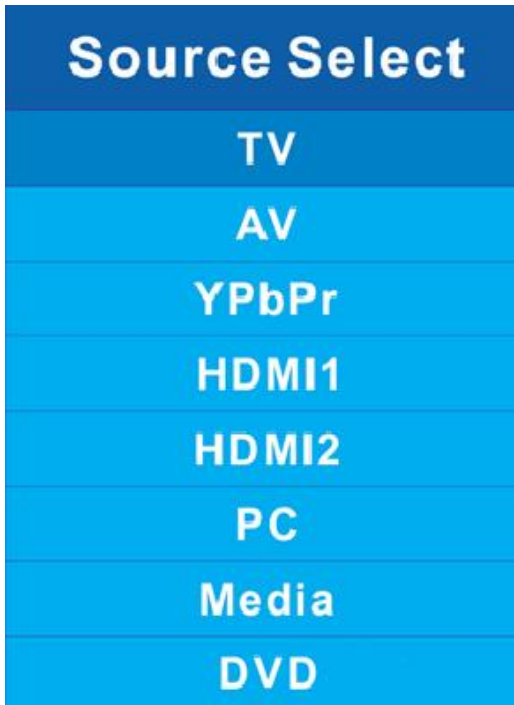 Source Select
TV
AV
YPbPr
HDMI1
HDMI2
PC
Media
DVD